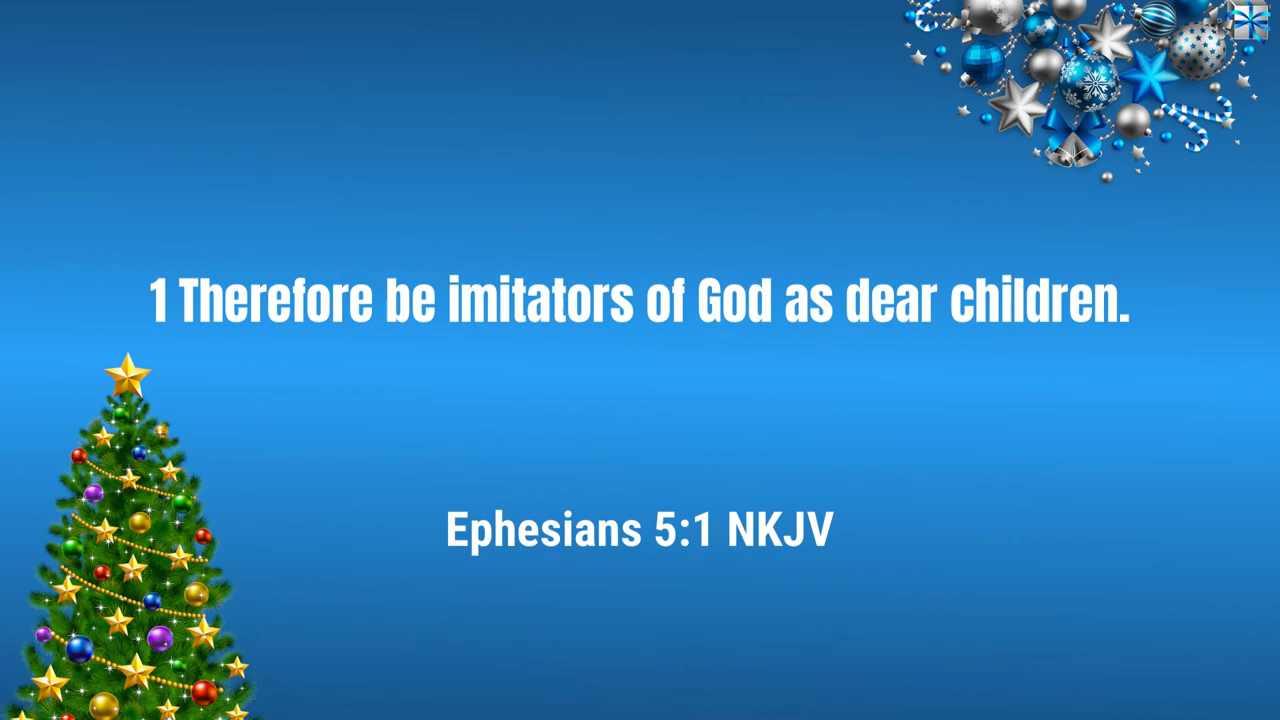 1 Therefore be imitators of God as dear children.
Ephesians 5:1 NKJV